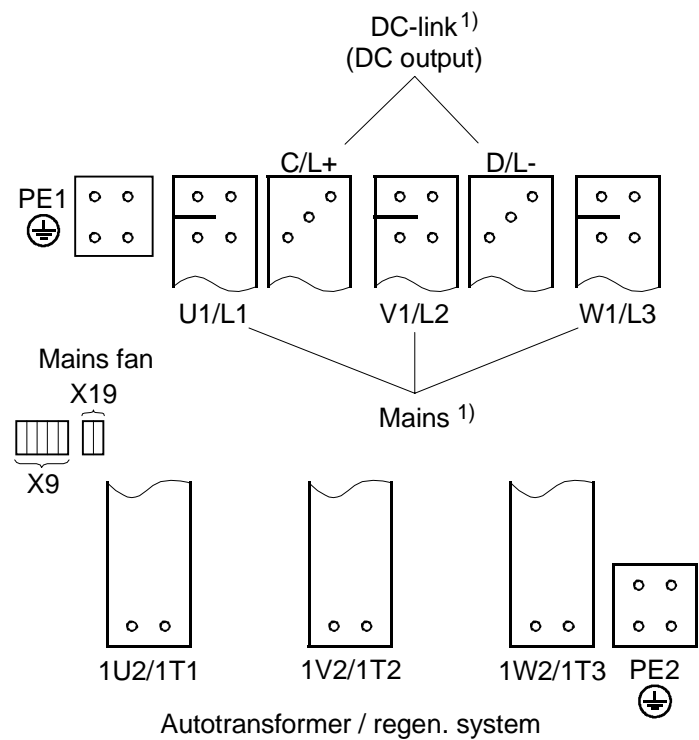 DC-link 1)
(DC output)
C/L+ D/L-
PE1
U1/L1 V1/L2 W1/L3
Mains fan
X19
Mains 1)
X9
1U2/1T1 1V2/1T2 1W2/1T3 PE2
Autotransformer / regen. system